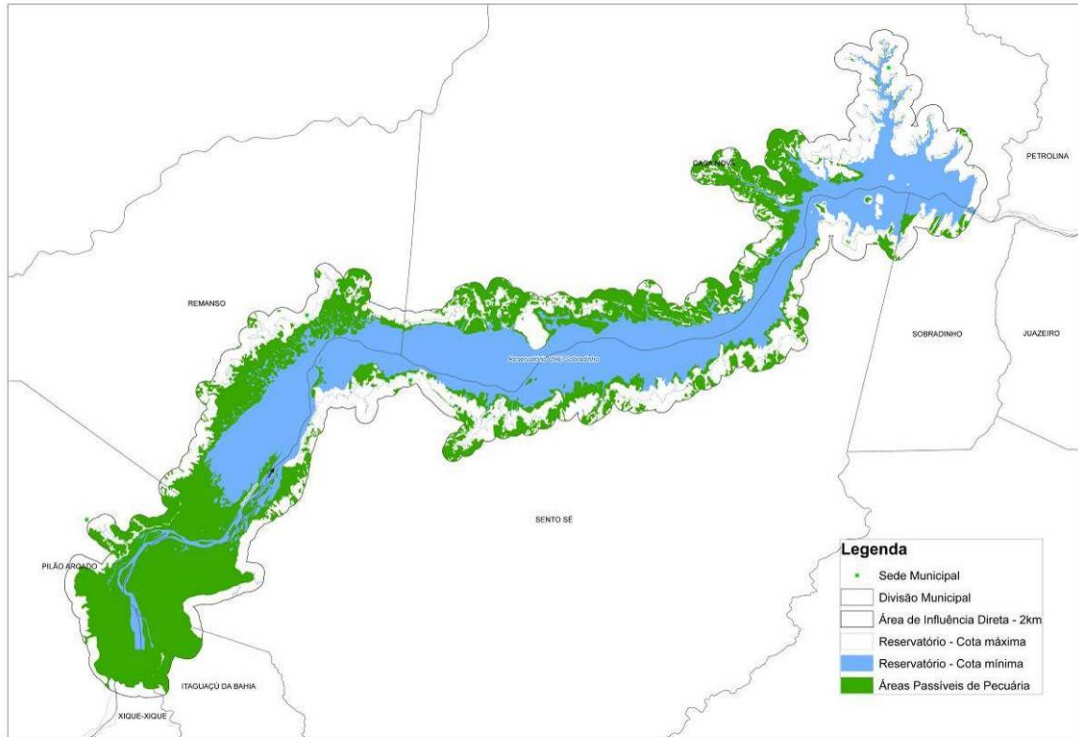 PETROLINA
CASA NOVA
REMANSO
SOBRADINHO
JUAZEIRO
Reservatório UHE Sobradinho
SENTO SÉ
PILÃO ARCADO
ITAGUAÇÚ DA BAHIA
XIQUE-XIQUE
Legenda
Sede Municipal
Divisão Municipal
Área de Influência Direta - 2km
Reservatório - Cota máxima
Reservatório - Cota mínima
Áreas Passíveis de Pecuária